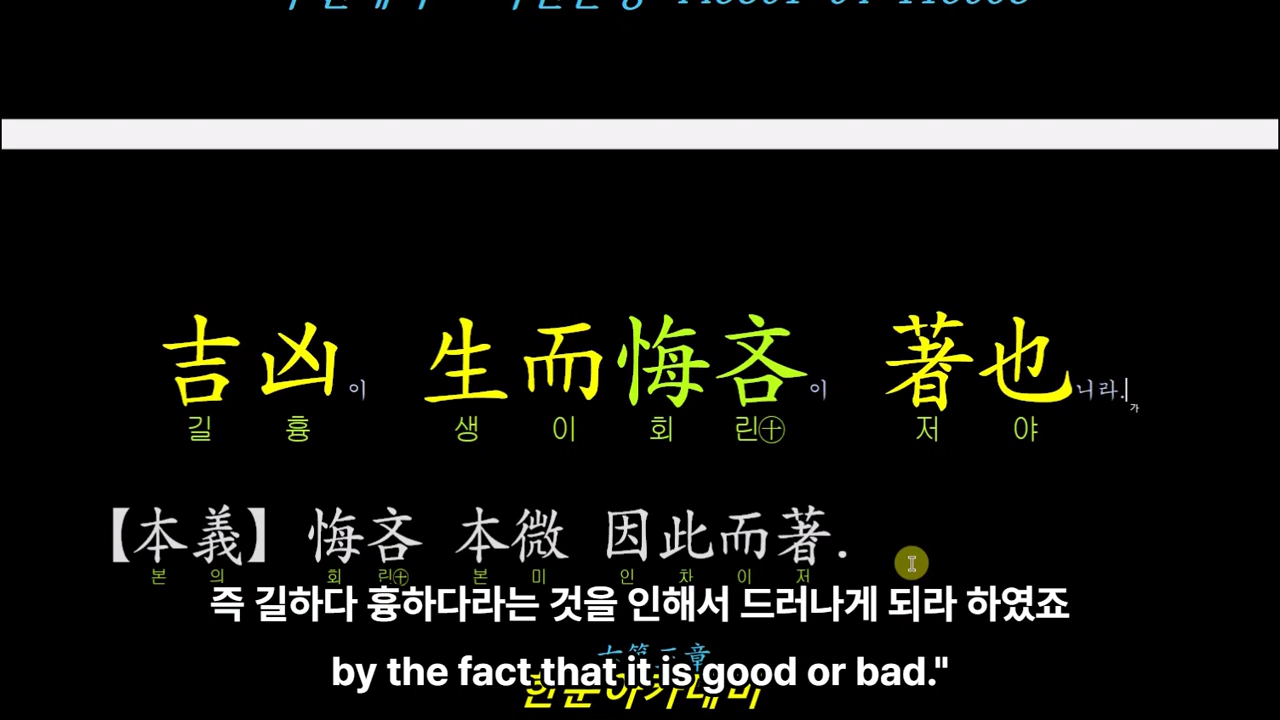 吉凶이 生而悔吝이 著也니라.
가
길 흉 생 이 회 린㊉ 저 야
【本義】 悔吝 本微 因此而著.
본 의 회 린㊉ 본 미 인 차 이 저
즉 길하다 흉하다라는 것을 인해서 드러나게 되라 하였죠
by the fact that it is good or bad."